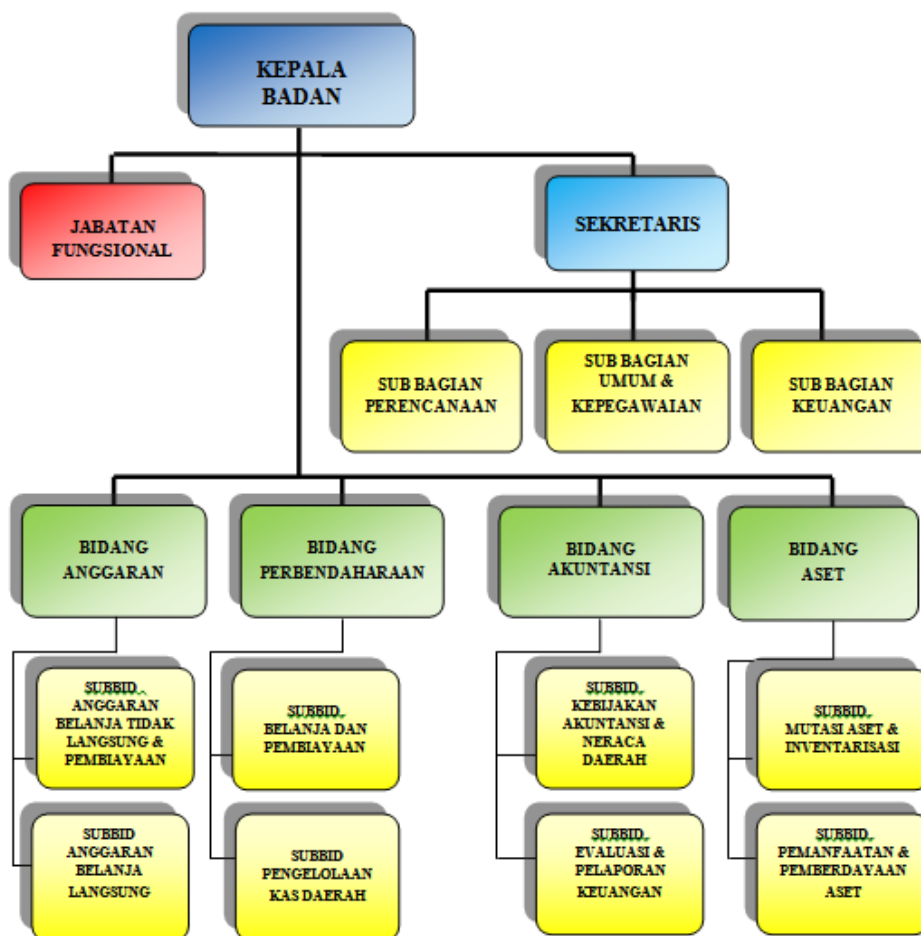 KEPALA
BADAN
JABATAN
FUNGSIONAL
SEKRETARIS
SUB BAGIAN
PERENCANAAN
SUB BAGIAN
UMUM &
KEPEGAWAIAN
SUB BAGIAN
KEUANGAN
BIDANG
ANGGARAN
BIDANG
PERBENDAHARAAN
BIDANG
AKUNTANSI
BIDANG
ASET
SUBBID
ANGGARAN
BELANJA TIDAK
LANGSUNG &
PEMBIAYAAN
SUBBID
BELANJA DAN
PEMBIAYAAN
SUBBID
KEBIJAKAN
AKUNTANSI &
NERACA
DAERAH
SUBBID
MUTASI ASET &
INVENTARISASI
SUBBID
ANGGARAN
BELANJA
LANGSUNG
SUBBID
PENGELOLAAN
KAS DAERAH
SUBBID
EVALUASI &
PELAPORAN
KEUANGAN
SUBBID
PEMANFAATAN &
PEMBERDAYAAN
ASET